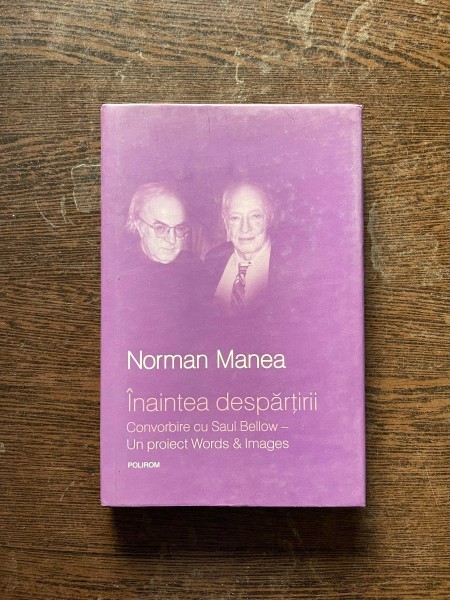 Norman Manea
Înaintea despărțirii
Convorbire cu Saul Bellow –
Un proiect Words & Images
POLIROM